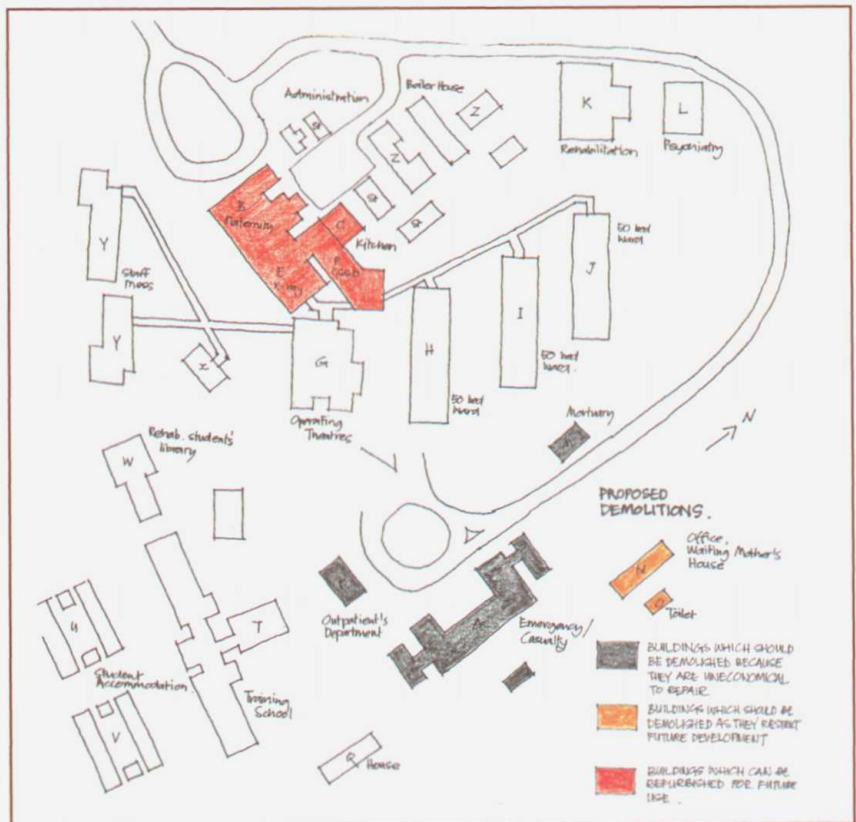 Administration
Boiler House
Q
Z
Z
K
Rehabilitation
L
Psychiatry
B
Maternity
C
Kitchen
Q
Q
E
X-ray
F
Y
Staff
Mess
Y
X
G
Operating
Theatres
H
50 bed
Ward
I
50 bed
Ward.
J
50 bed
Ward
Mortuary
N
Rehab. students'
library
W
PROPOSED
DEMOLITIONS.
Office,
Waiting Mother's
House
N
O
Toilet
Outpatient's
Department
A
Emergency/
Casualty
U
Student
Accommodation.
V
T
Training
School
Q
House
BUILDINGS WHICH SHOULD
BE DEMOLISHED BECAUSE
THEY ARE UNECONOMICAL
TO REPAIR.
BUILDINGS WHICH SHOULD BE
DEMOLISHED AS THEY RESTRICT
FUTURE DEVELOPMENT
BUILDINGS WHICH CAN BE
REFURBISHED FOR FUTURE
USE.